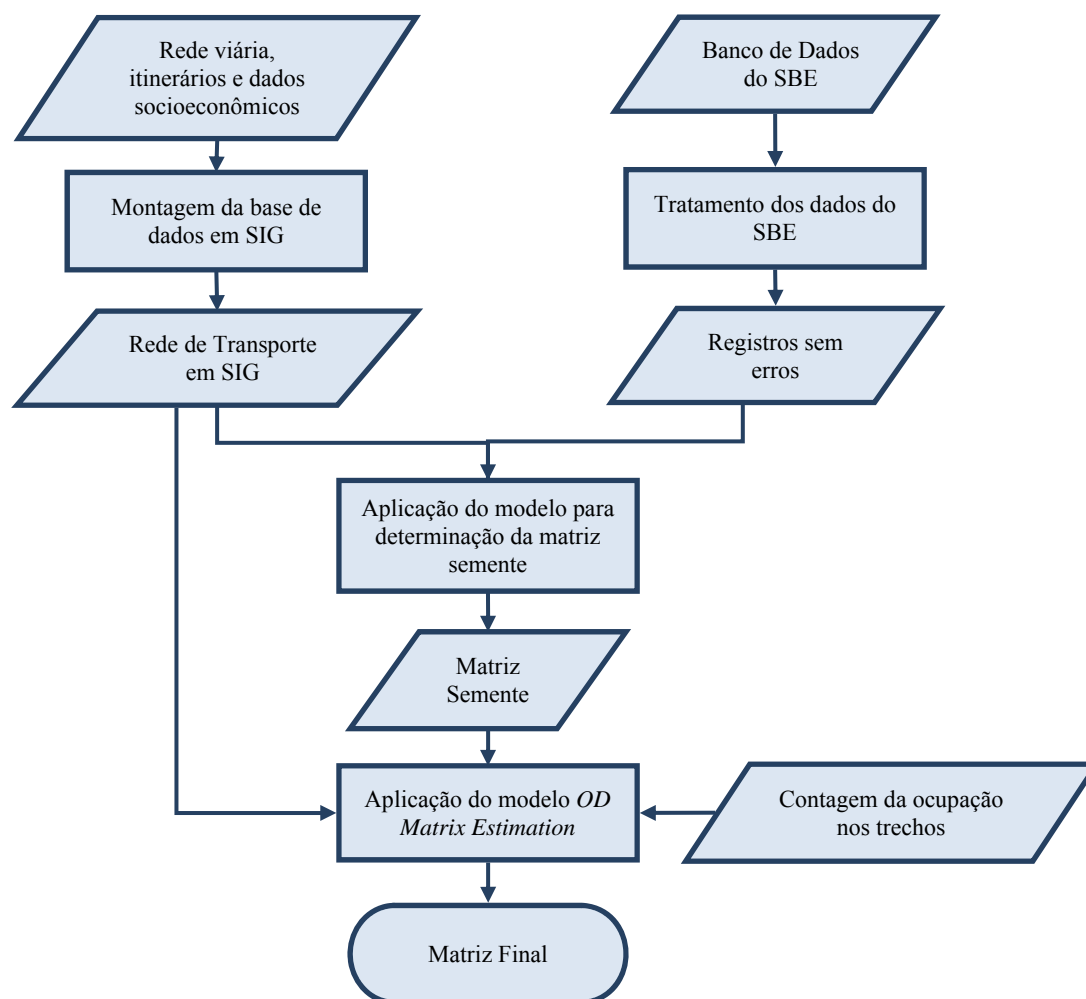 Rede viária,
itinerários e dados
socioeconômicos
Banco de Dados
do SBE
Montagem da base de
dados em SIG
Tratamento dos dados do
SBE
Rede de Transporte
em SIG
Registros sem
erros
Aplicação do modelo para
determinação da matriz
semente
Matriz
Semente
Aplicação do modelo OD
Matrix Estimation
Contagem da ocupação
nos trechos
Matriz Final